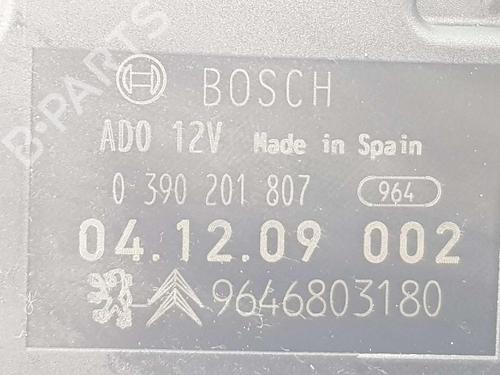 BOSCH
ADO 12V Made in Spain
0 390 201 807 964
04.12.09 002
9646803180
B-PARTS